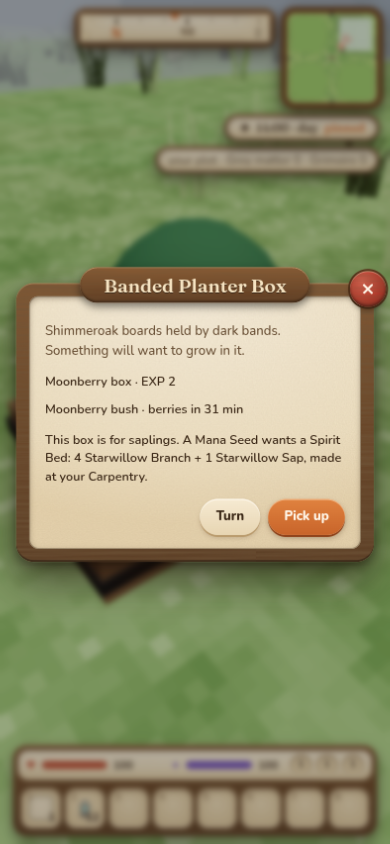 Banded Planter Box
Shimmeroak boards held by dark bands.
Something will want to grow in it.
Moonberry box · EXP 2
Moonberry bush · berries in 31 min
This box is for saplings. A Mana Seed wants a Spirit
Bed: 4 Starwillow Branch + 1 Starwillow Sap, made
at your Carpentry.
Turn
Pick up